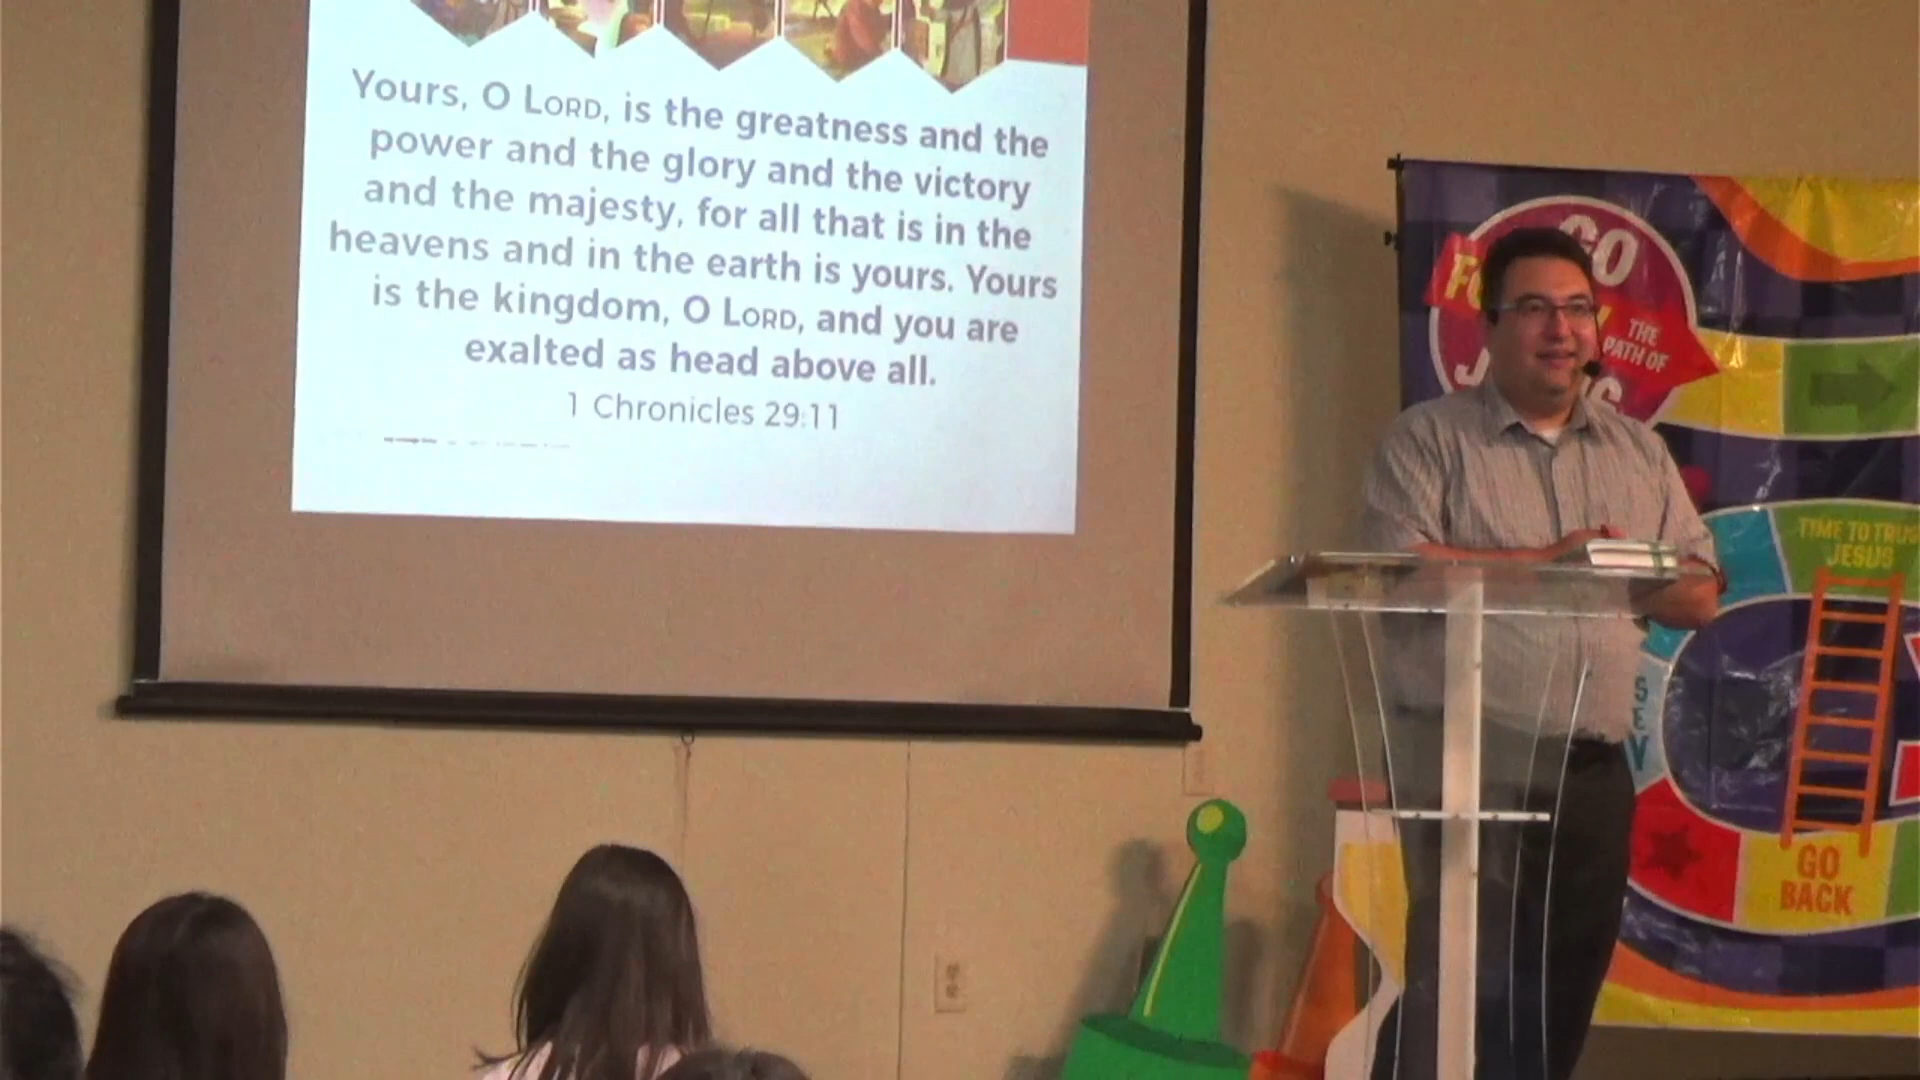 Yours, O LORD, is the greatness and the
power and the glory and the victory
and the majesty, for all that is in the
heavens and in the earth is yours. Yours
is the kingdom, O LORD, and you are
exalted as head above all.
1 Chronicles 29:11
GO
THE
PATH OF
TIME TO TRUS
JESUS
GO
BACK